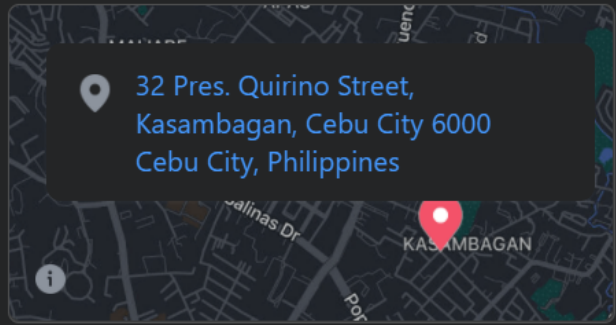 32 Pres. Quirino Street,
Kasambagan, Cebu City 6000
Cebu City, Philippines
Salinas Dr
KASAMBAGAN